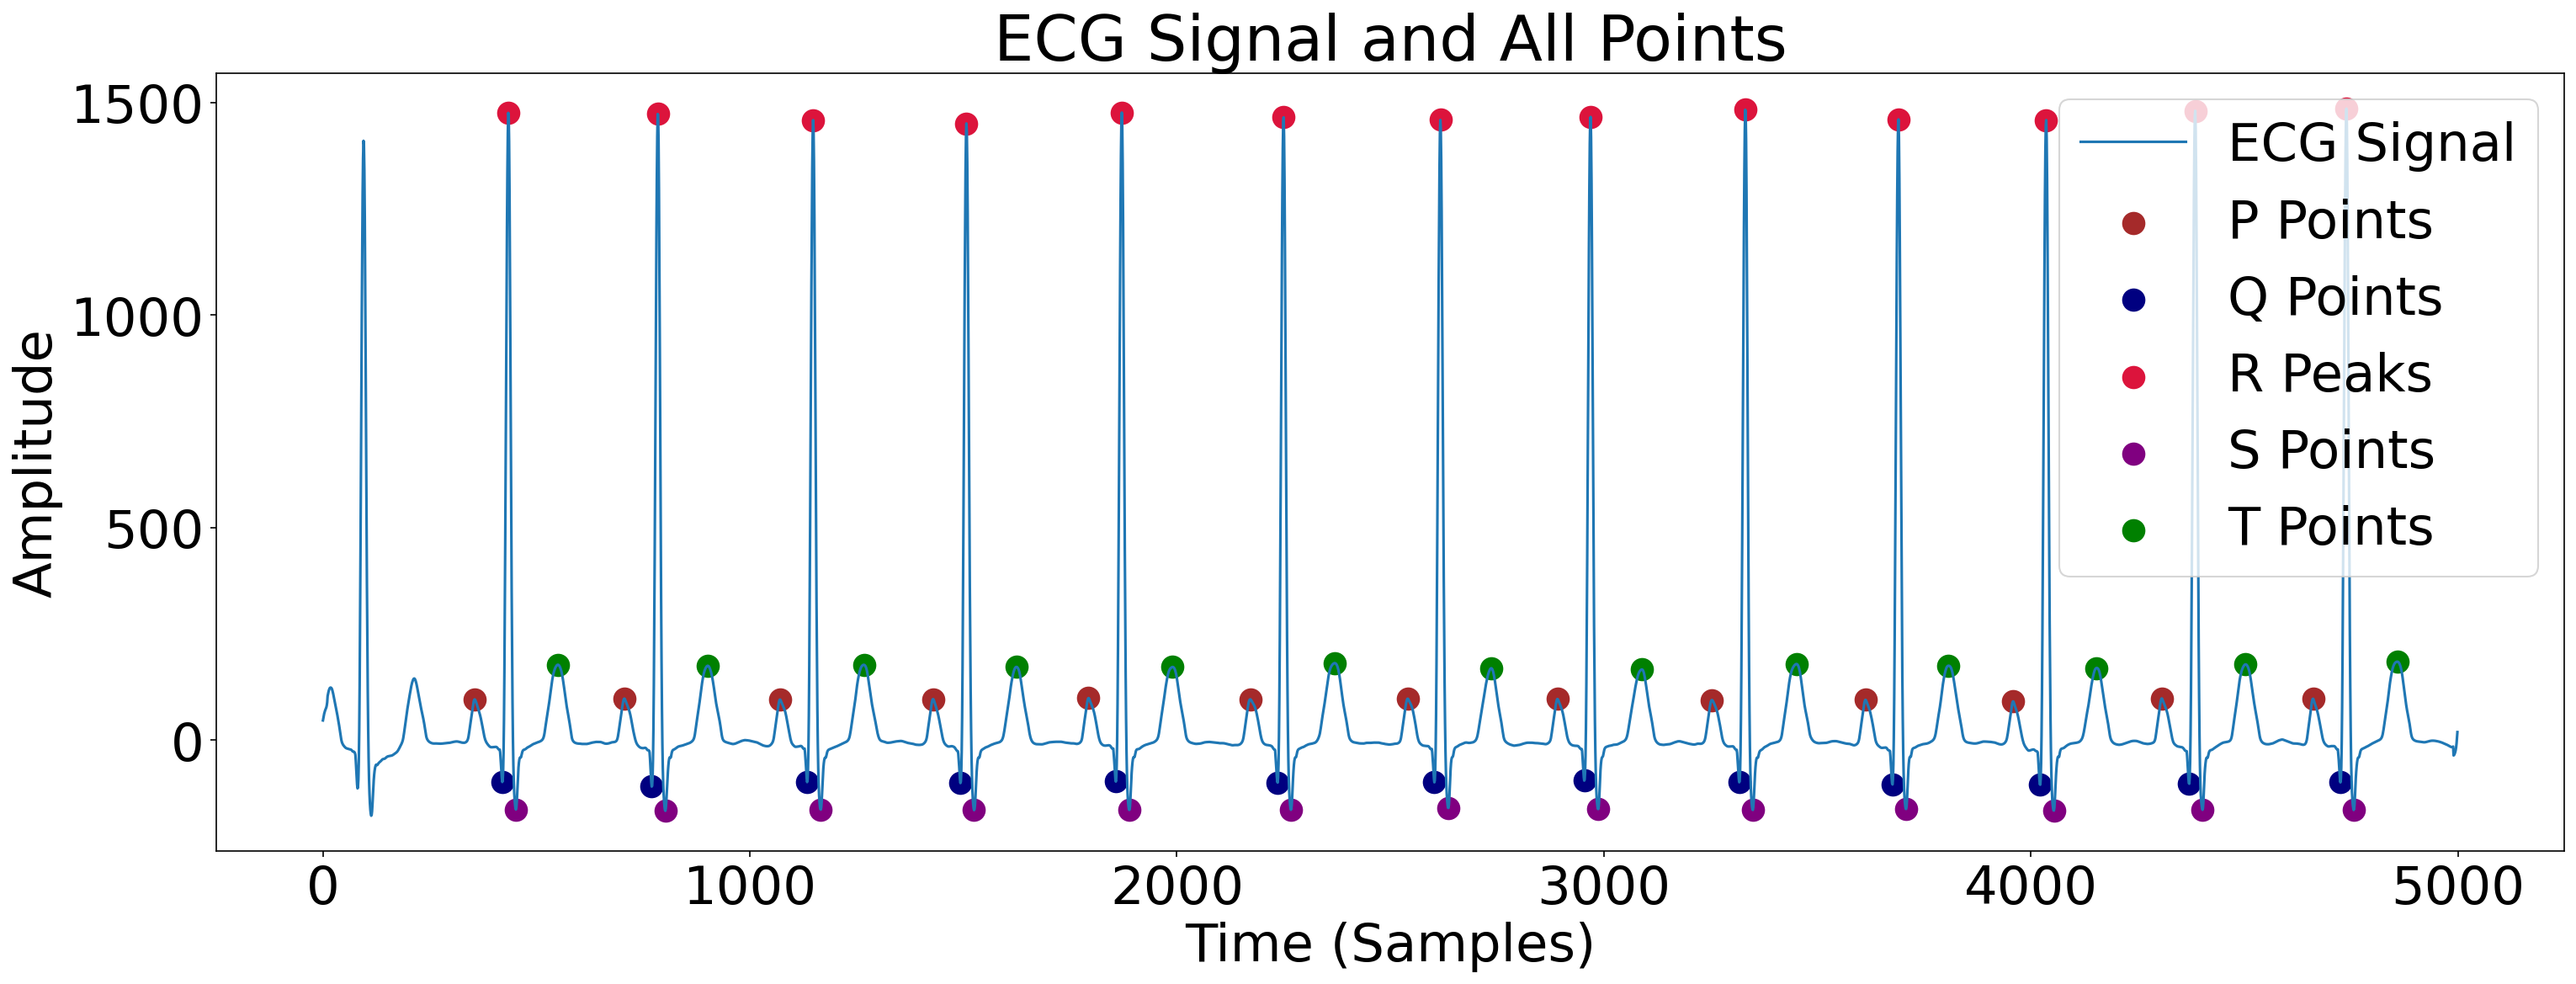 ECG Signal and All Points
1500
1000
500
0
Amplitude
ECG Signal
P Points
Q Points
R Peaks
S Points
T Points
0 1000 2000 3000 4000 5000
Time (Samples)